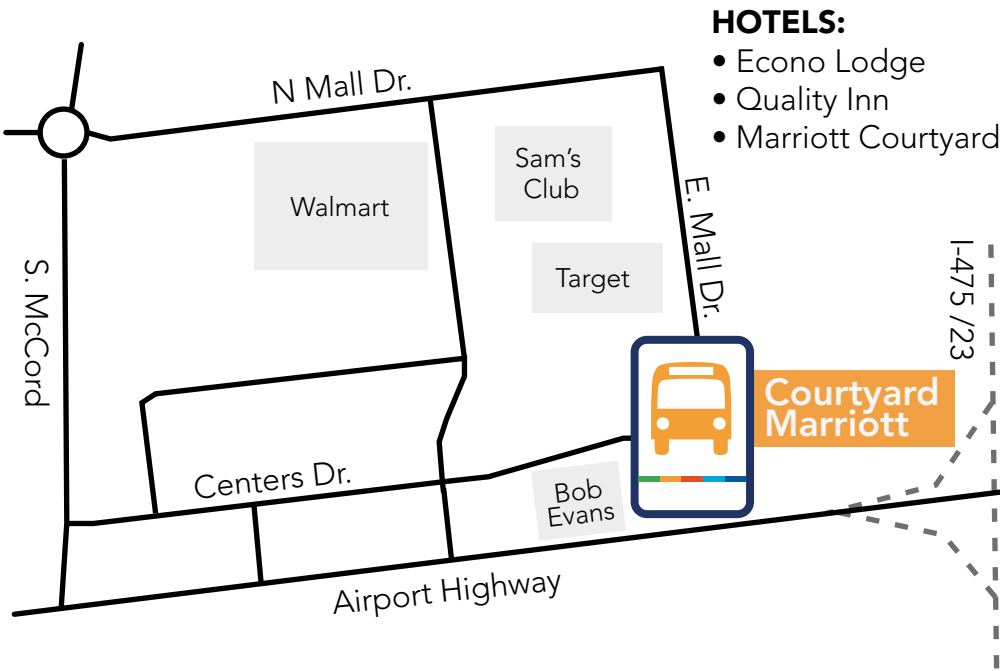 HOTELS:
• Econo Lodge
• Quality Inn
• Marriott Courtyard
N Mall Dr.
Sam's
Club
Walmart
E. Mall Dr.
Target
I-475 /23
S. McCord
Courtyard
Marriott
Centers Dr.
Bob
Evans
Airport Highway